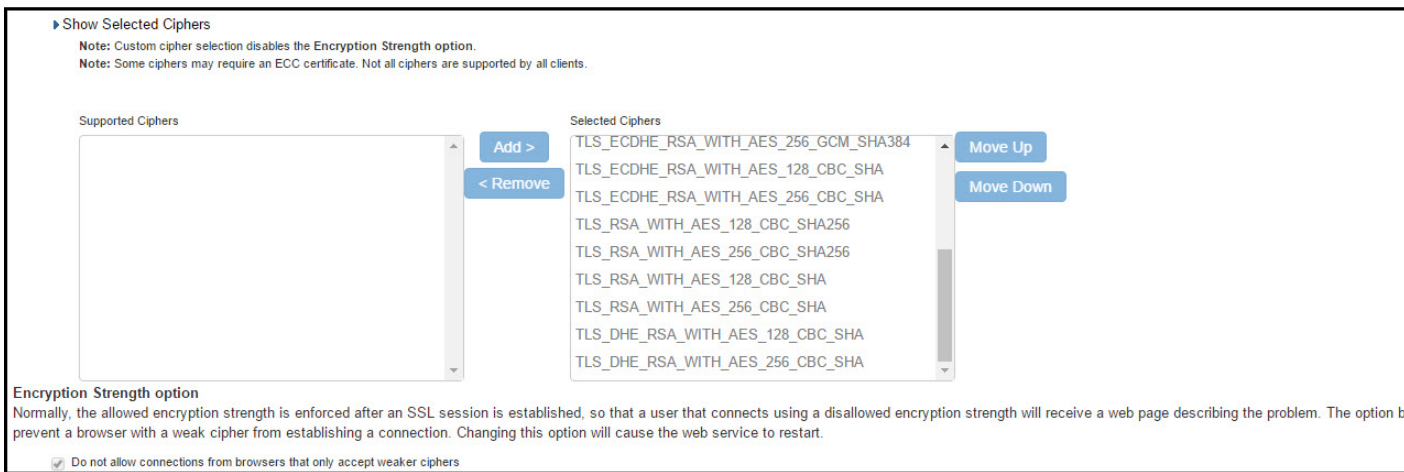 Show Selected Ciphers
Note: Custom cipher selection disables the Encryption Strength option.
Note: Some ciphers may require an ECC certificate. Not all ciphers are supported by all clients.
Supported Ciphers
Selected Ciphers
Add >
< Remove
TLS_ECDHE_RSA_WITH_AES_256_GCM_SHA384
TLS_ECDHE_RSA_WITH_AES_128_CBC_SHA
TLS_ECDHE_RSA_WITH_AES_256_CBC_SHA
TLS_RSA_WITH_AES_128_CBC_SHA256
TLS_RSA_WITH_AES_256_CBC_SHA256
TLS_RSA_WITH_AES_128_CBC_SHA
TLS_RSA_WITH_AES_256_CBC_SHA
TLS_DHE_RSA_WITH_AES_128_CBC_SHA
TLS_DHE_RSA_WITH_AES_256_CBC_SHA
Move Up
Move Down
Encryption Strength option
Normally, the allowed encryption strength is enforced after an SSL session is established, so that a user that connects using a disallowed encryption strength will receive a web page describing the problem. The option
prevent a browser with a weak cipher from establishing a connection. Changing this option will cause the web service to restart.
Do not allow connections from browsers that only accept weaker ciphers